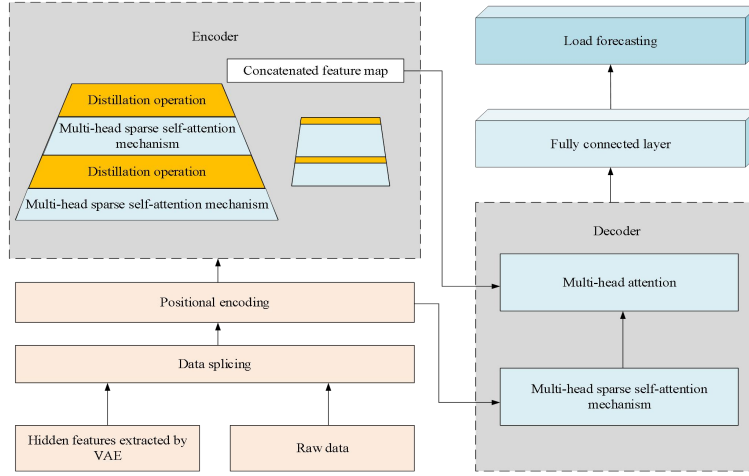 Encoder
Concatenated feature map
Distillation operation
Multi-head sparse self-attention
mechanism
Distillation operation
Multi-head sparse self-attention mechanism
Positional encoding
Data splicing
Hidden features extracted by
VAE
Raw data
Load forecasting
Fully connected layer
Decoder
Multi-head attention
Multi-head sparse self-attention
mechanism